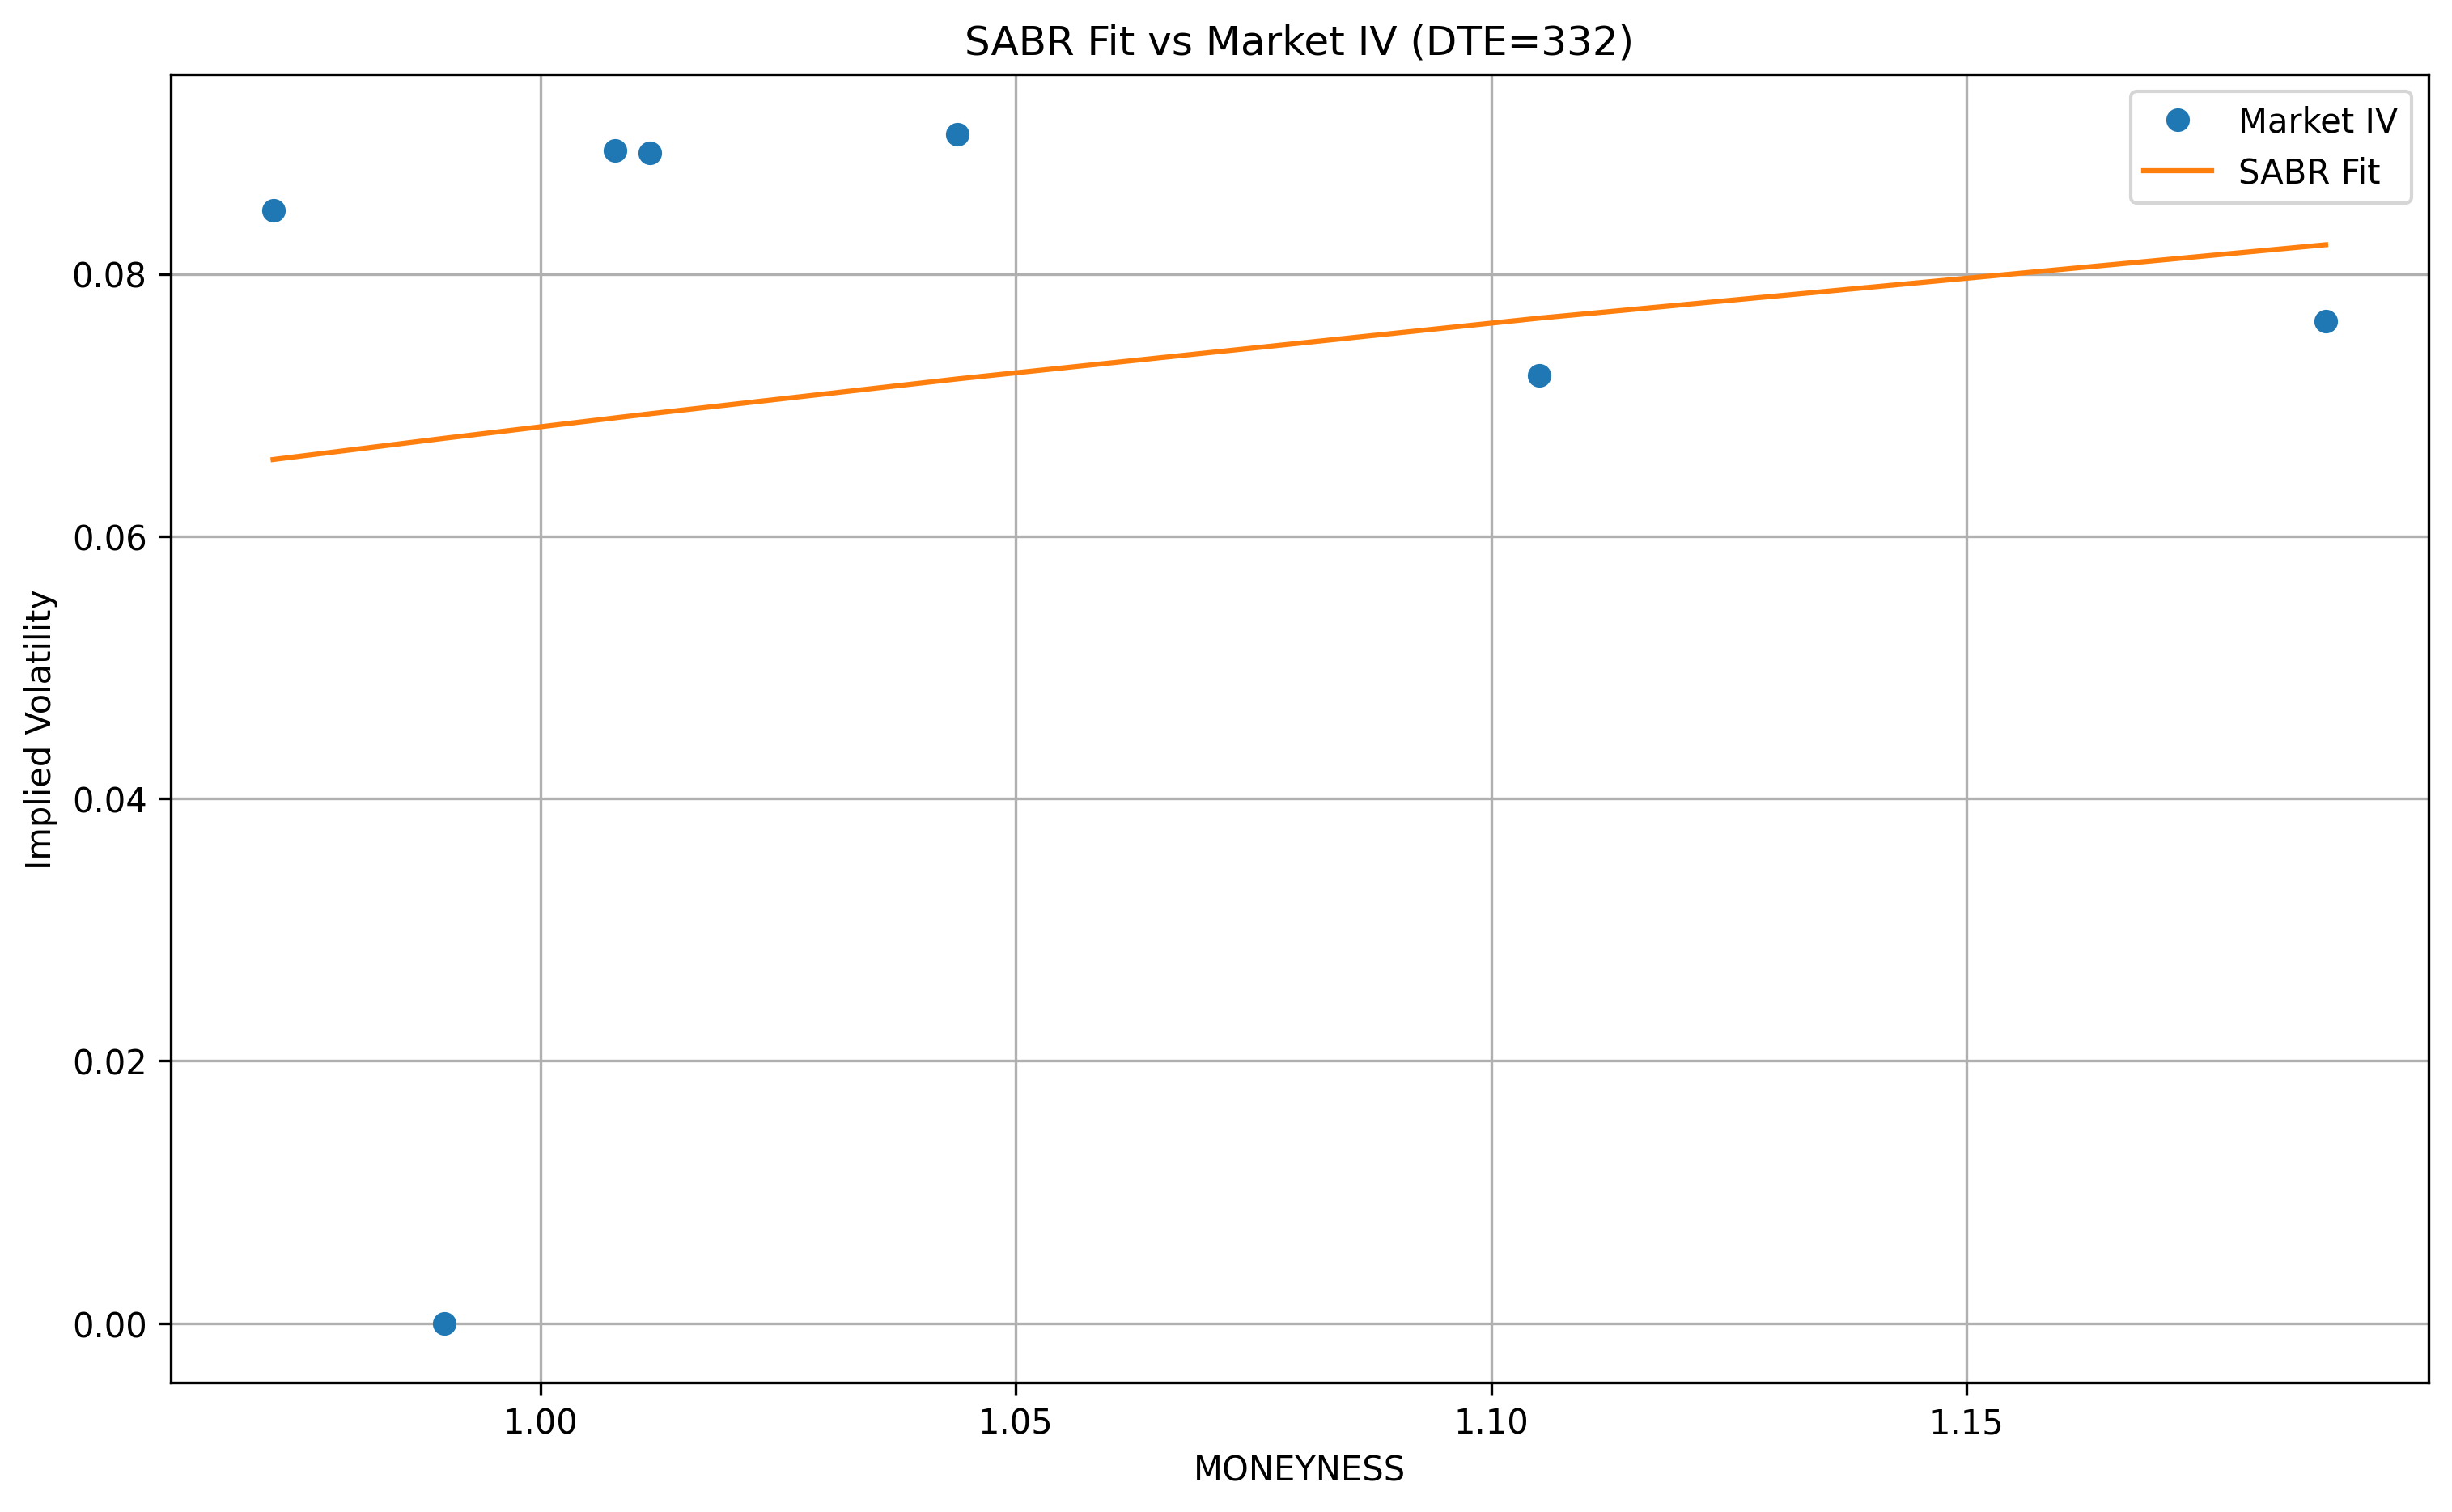 SABR Fit vs Market IV (DTE=332)
Market IV
SABR Fit
Implied Volatility
0.08
0.06
0.04
0.02
0.00
1.00
1.05
1.10
1.15
MONEYNESS